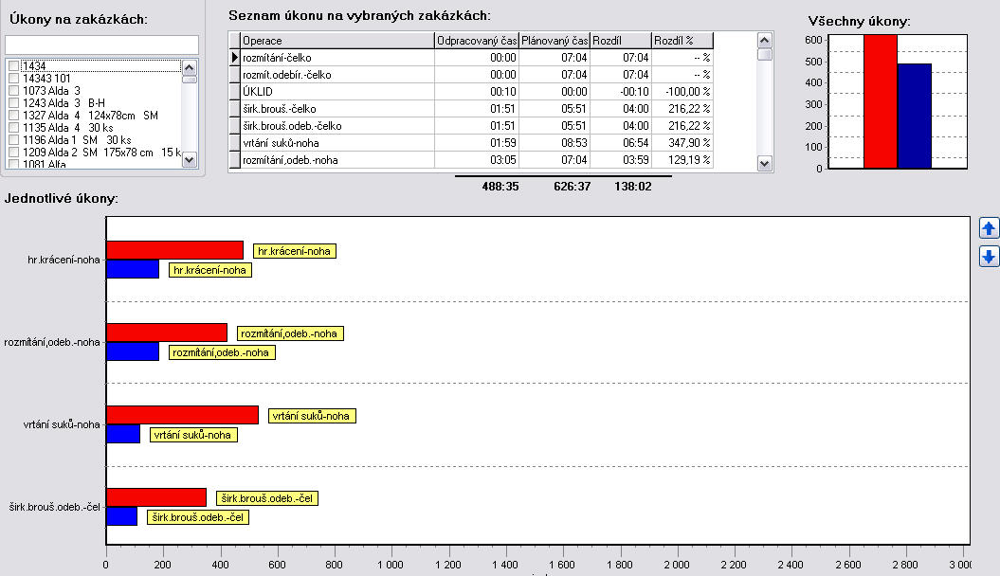 Úkony na zakázkách:
1434
14343 101
1073 Alda 3
1243 Alda 3 B-H
1327 Alda 4 124x78cm SM
1135 Alda 4 30 ks
1196 Alda 1 SM 30 ks
1209 Alda 2 SM 175x78 cm 15 k
1081 Alfa
Seznam úkonu na vybraných zakázkách:
Operace Odpracovaný čas Plánovaný čas Rozdíl Rozdíl %
rozmítání-čelko 00:00 07:04 07:04 -- %
rozmít.odebír.-čelko 00:00 07:04 07:04 -- %
ÚKLID 00:10 00:00 -00:10 -100,00 %
širk.brouš.-čelko 01:51 05:51 04:00 216,22 %
širk.brouš.odeb.-čelko 01:51 05:51 04:00 216,22 %
vrtání suků-noha 01:59 08:53 06:54 347,90 %
rozmítání,odeb.-noha 03:05 07:04 03:59 129,19 %
488:35 626:37 138:02
Všechny úkony:
600
500
400
300
200
100
0
Jednotlivé úkony:
hr.krácení-noha
hr.krácení-noha
hr.krácení-noha
rozmítání,odeb.-noha
rozmítání,odeb.-noha
rozmítání,odeb.-noha
vrtání suků-noha
vrtání suků-noha
vrtání suků-noha
širk.brouš.odeb.-čel
širk.brouš.odeb.-čel
širk.brouš.odeb.-čel
0 200 400 600 800 1 000 1 200 1 400 1 600 1 800 2 000 2 200 2 400 2 600 2 800 3 000